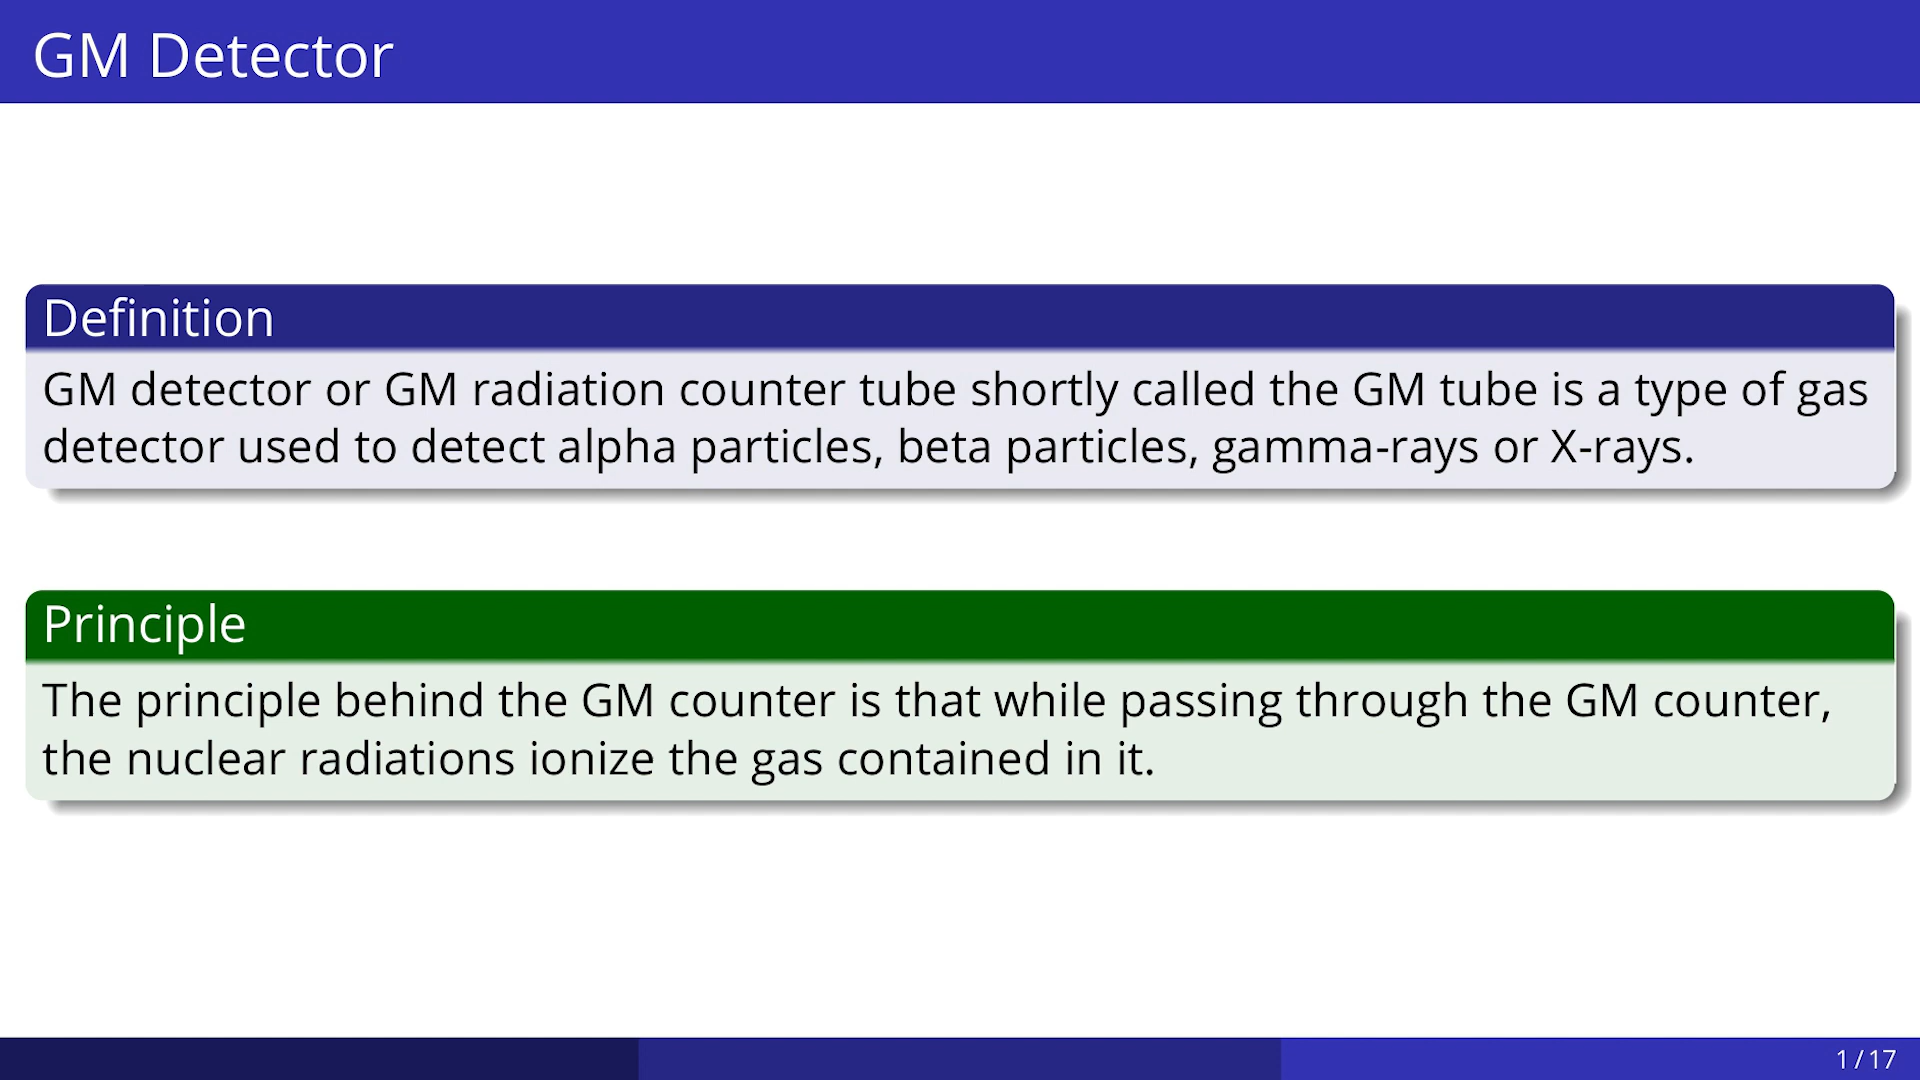 GM Detector
Definition
GM detector or GM radiation counter tube shortly called the GM tube is a type of gas
detector used to detect alpha particles, beta particles, gamma-rays or X-rays.
Principle
The principle behind the GM counter is that while passing through the GM counter,
the nuclear radiations ionize the gas contained in it.
1 / 17